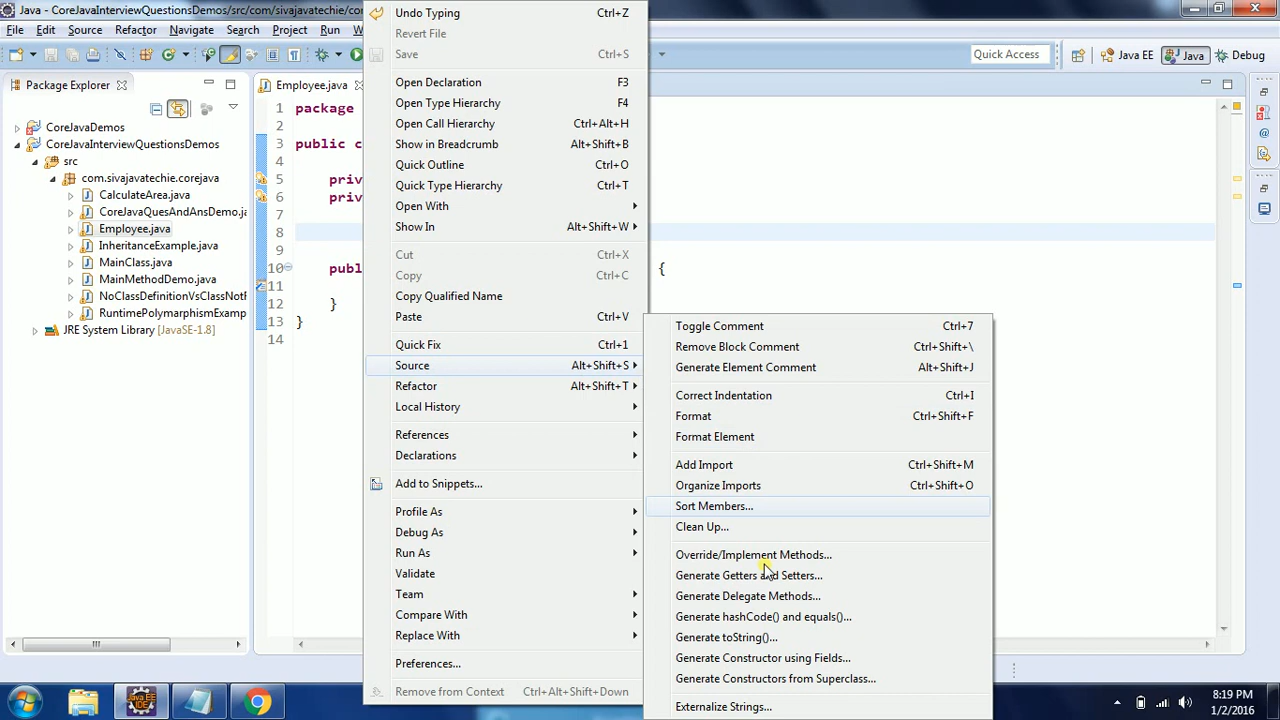 Java - CoreJavaInterviewQuestionsDemos/src/com/sivajavatechie/co
File Edit Source Refactor Navigate Search Project Run
Quick Access
Java EE
Java
Debug
Package Explorer
CoreJavaDemos
CoreJavaInterviewQuestionsDemos
src
com.sivajavatechie.corejava
CalculateArea.java
CoreJavaQuesAndAnsDemo.ja
Employee.java
InheritanceExample.java
MainClass.java
MainMethodDemo.java
NoClassDefinitionVsClassNotF
RuntimePolymorphismExamp
JRE System Library [JavaSE-1.8]
Employee.java
1 package
2
3 public c
4
5 priv
6 priv
7
8
9
10 publ {
11
12 }
13 }
14
Undo Typing Ctrl+Z
Revert File
Save Ctrl+S
Open Declaration F3
Open Type Hierarchy F4
Open Call Hierarchy Ctrl+Alt+H
Show in Breadcrumb Alt+Shift+B
Quick Outline Ctrl+O
Quick Type Hierarchy Ctrl+T
Open With
Show In Alt+Shift+W
Cut Ctrl+X
Copy Ctrl+C
Copy Qualified Name
Paste Ctrl+V
Quick Fix Ctrl+1
Source Alt+Shift+S
Refactor Alt+Shift+T
Local History
References
Declarations
Add to Snippets...
Profile As
Debug As
Run As
Validate
Team
Compare With
Replace With
Preferences...
Remove from Context Ctrl+Alt+Shift+Down
Toggle Comment Ctrl+7
Remove Block Comment Ctrl+Shift+\
Generate Element Comment Alt+Shift+J
Correct Indentation Ctrl+I
Format Ctrl+Shift+F
Format Element
Add Import Ctrl+Shift+M
Organize Imports Ctrl+Shift+O
Sort Members...
Clean Up...
Override/Implement Methods...
Generate Getters and Setters...
Generate Delegate Methods...
Generate hashCode() and equals()...
Generate toString()...
Generate Constructor using Fields...
Generate Constructors from Superclass...
Externalize Strings...
Java EE
IDE
8:19 PM
1/2/2016